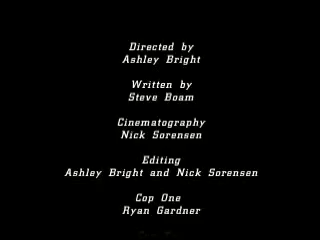 Directed by
Ashley Bright
Written by
Steve Boam
Cinematography
Nick Sorensen
Editing
Ashley Bright and Nick Sorensen
Cop One
Ryan Gardner